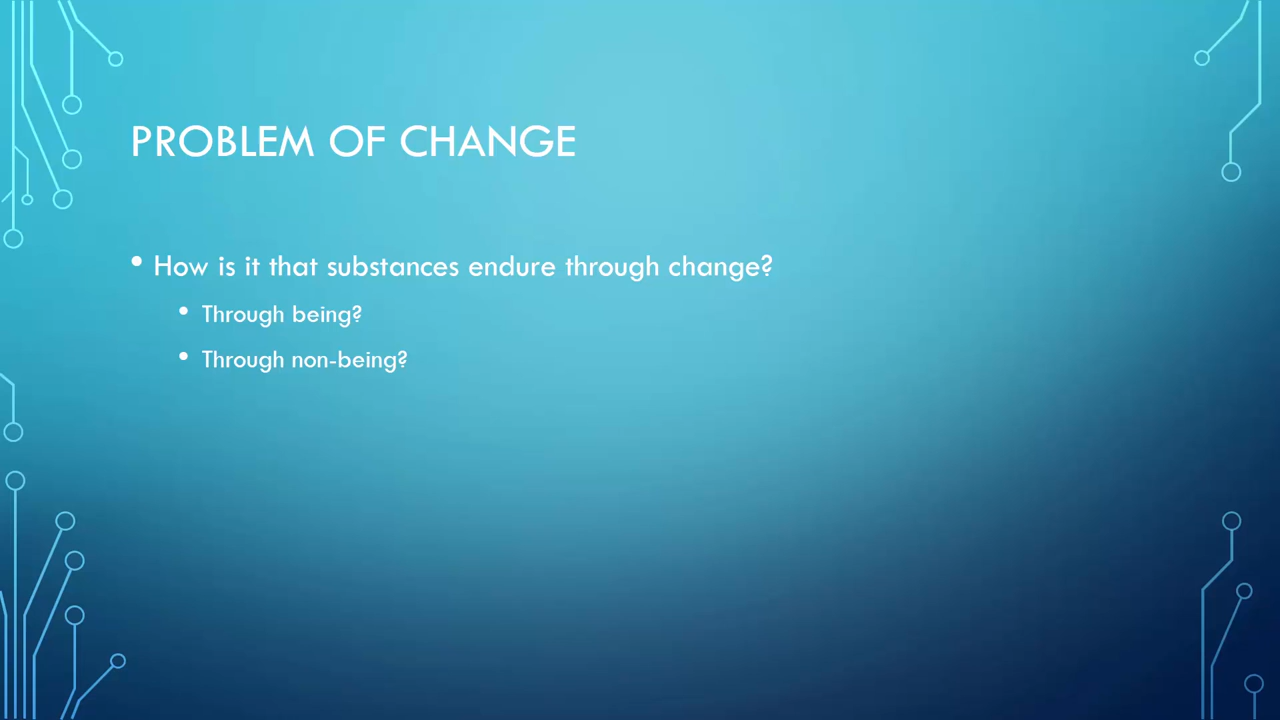 PROBLEM OF CHANGE
• How is it that substances endure through change?
• Through being?
• Through non-being?